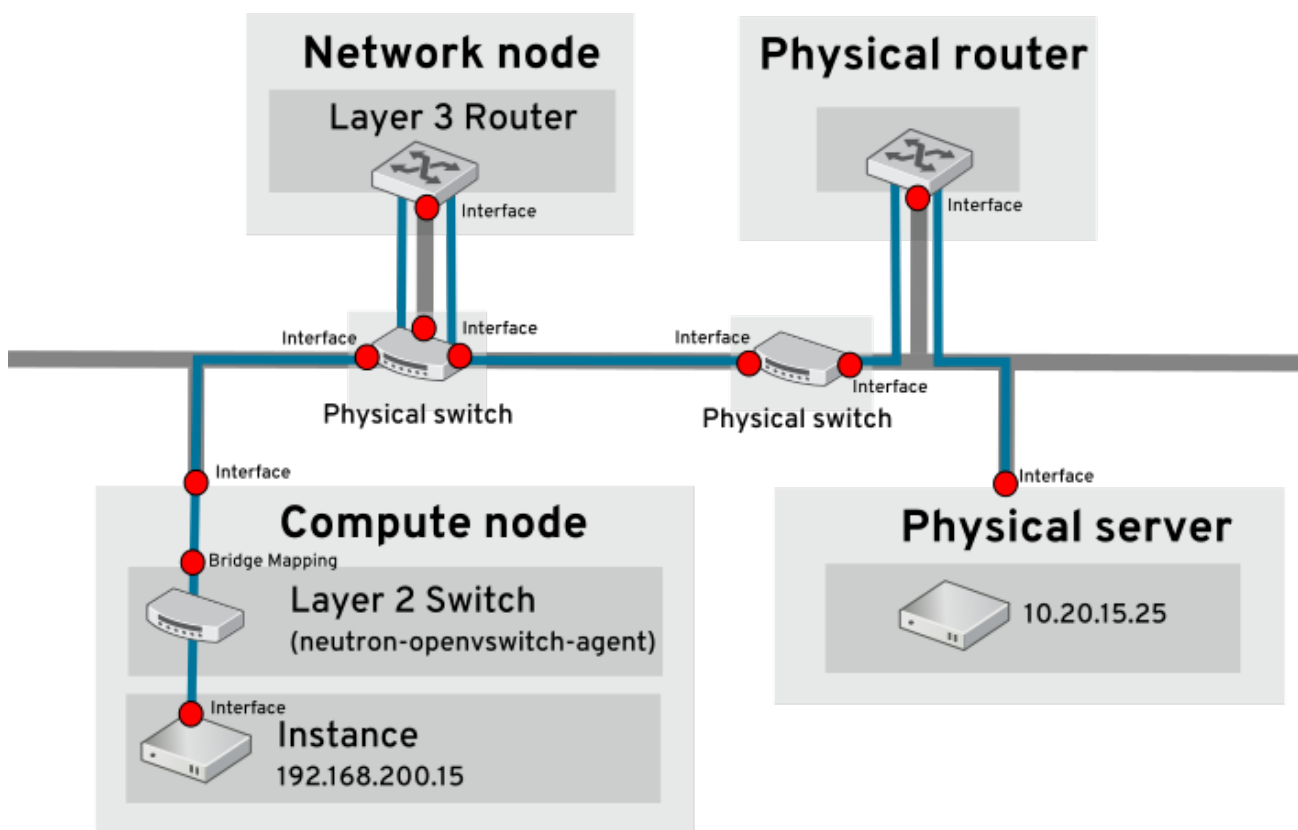 Network node
Layer 3 Router
Interface
Physical router
Interface
Interface
Interface
Physical switch
Interface
Interface
Physical switch
Interface
Compute node
Bridge Mapping
Layer 2 Switch
(neutron-openvswitch-agent)
Interface
Instance
192.168.200.15
Interface
Physical server
10.20.15.25